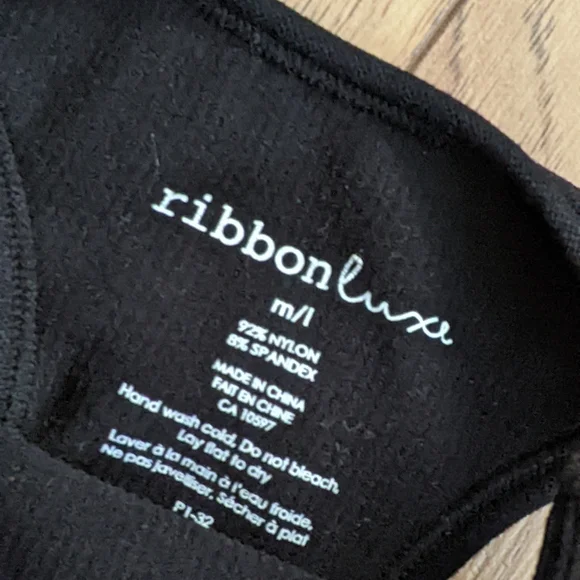 ribbonluxe
m/l
92% NYLON
8% SPANDEX
MADE IN CHINA
FAIT EN CHINE
CA 10597
Hand wash cold. Do not bleach.
Lay flat to dry
Laver à la main à l'eau froide.
Ne pas javelliser. Sécher à plat
P1-32